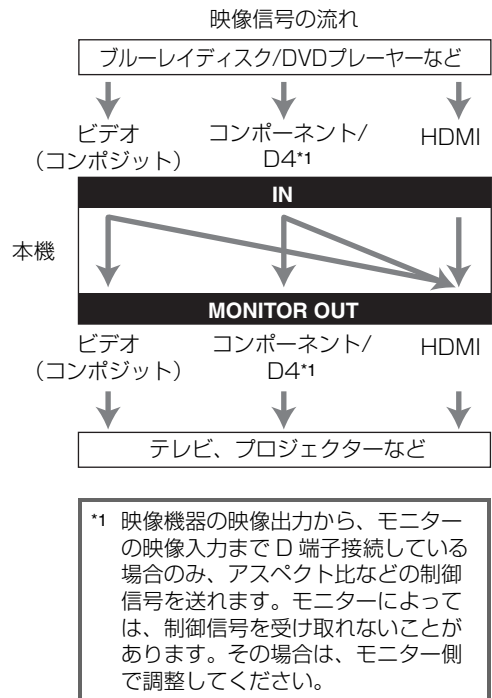 映像信号の流れ
ブルーレイディスク/DVDプレーヤーなど
ビデオ
（コンポジット）
コンポーネント/
D4*1
HDMI
IN
本機
MONITOR OUT
ビデオ
（コンポジット）
コンポーネント/
D4*1
HDMI
テレビ、プロジェクターなど
*1 映像機器の映像出力から、モニター
の映像入力まで D 端子接続している
場合のみ、アスペクト比などの制御
信号を送れます。モニターによって
は、制御信号を受け取れないことが
あります。その場合は、モニター側
で調整してください。